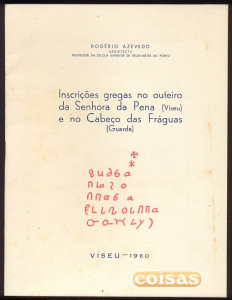 ROGÉRIO AZEVEDO
ARQUITECTO
PROFESSOR DA ESCOLA SUPERIOR DE BELAS-ARTES DO PORTO
Inscrições gregas no outeiro
da Senhora da Pena (Viseu)
e no Cabeço das Fráguas
(Guarda)
VISEU — 1960
coisas